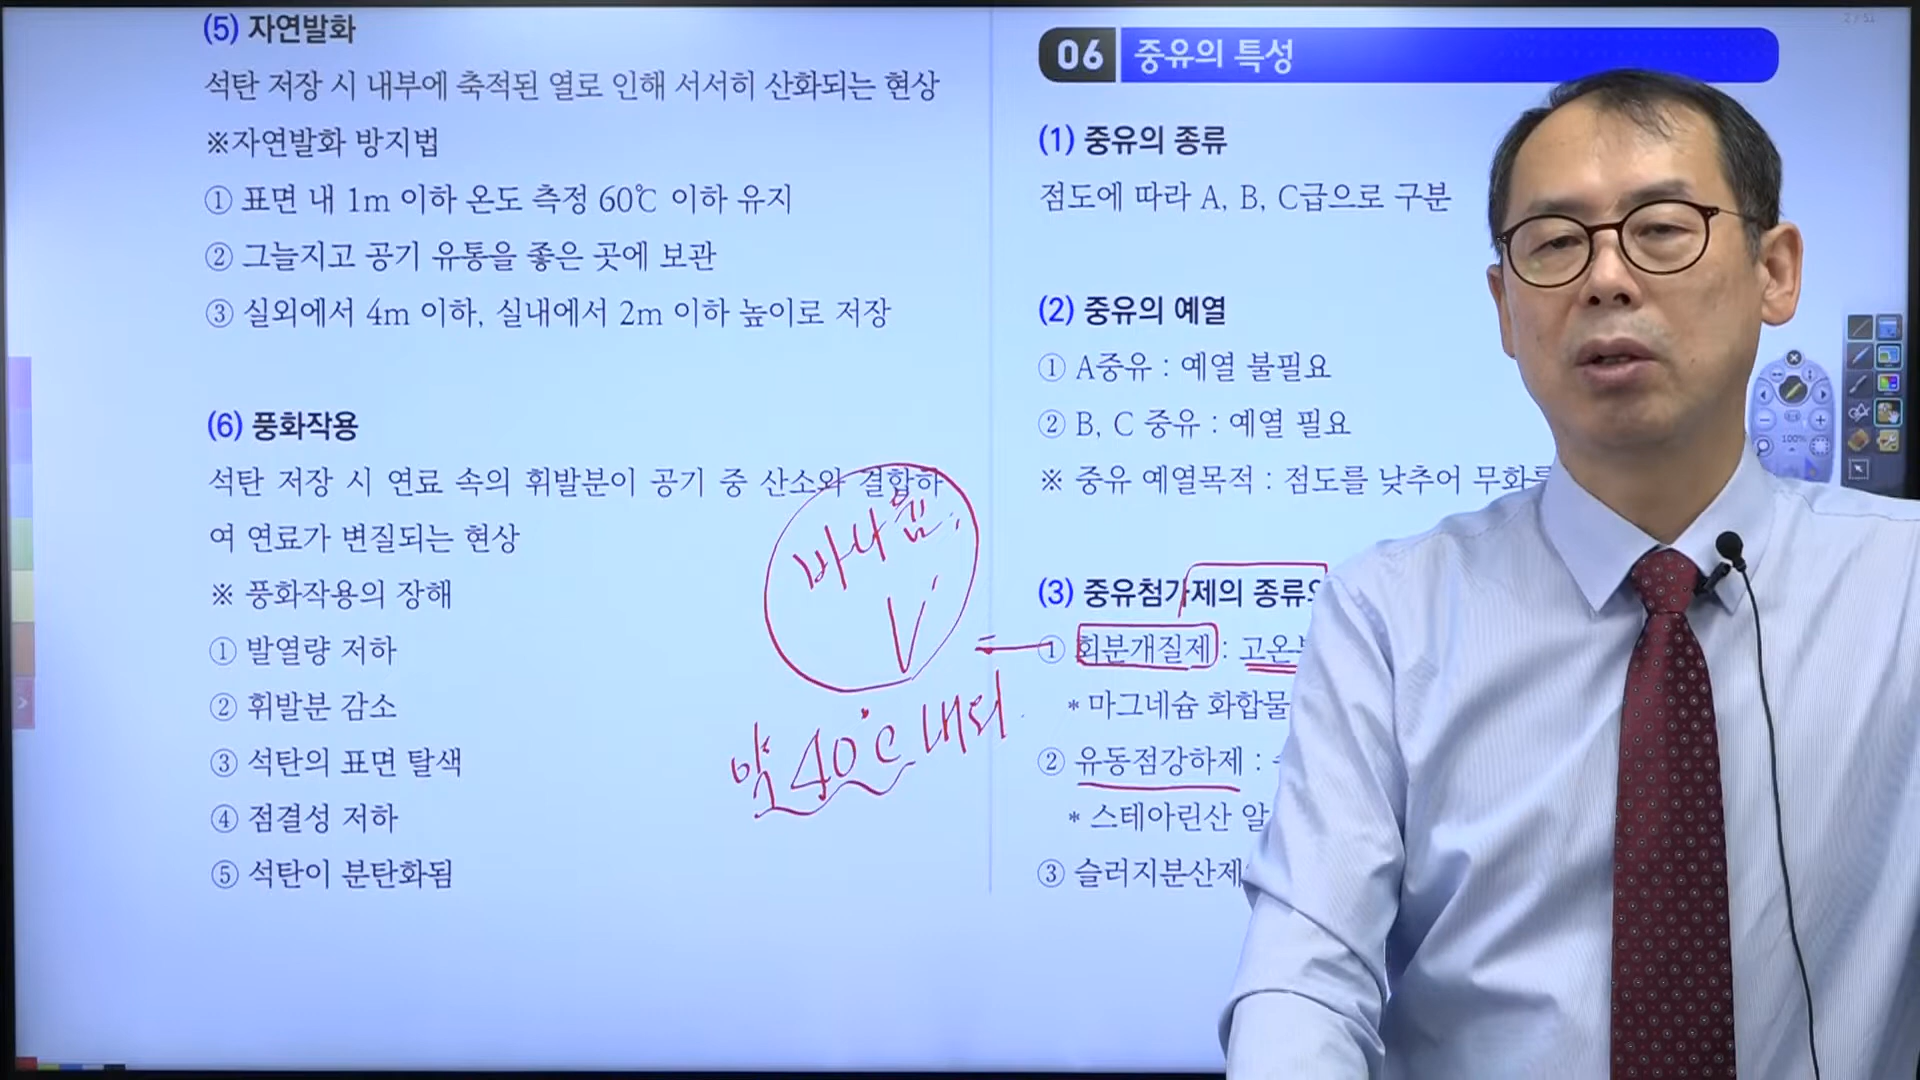 (5) 자연발화
석탄 저장 시 내부에 축적된 열로 인해 서서히 산화되는 현상
※자연발화 방지법
① 표면 내 1m 이하 온도 측정 60℃ 이하 유지
② 그늘지고 공기 유통을 좋은 곳에 보관
③ 실외에서 4m 이하, 실내에서 2m 이하 높이로 저장
(6) 풍화작용
석탄 저장 시 연료 속의 휘발분이 공기 중 산소와 결합하
여 연료가 변질되는 현상
※ 풍화작용의 장해
① 발열량 저하
② 휘발분 감소
③ 석탄의 표면 탈색
④ 점결성 저하
⑤ 석탄이 분탄화됨
바나듐
V
약 40℃ 내외
06 중유의 특성
(1) 중유의 종류
점도에 따라 A, B, C급으로 구분
(2) 중유의 예열
① A중유 : 예열 불필요
② B, C 중유 : 예열 필요
※ 중유 예열목적 : 점도를 낮추어 무화를
(3) 중유첨가제의 종류와
① 회분개질제 : 고온부
* 마그네슘 화합물
② 유동점강하제 :
* 스테아린산 알
③ 슬러지분산제
100%
2 / 51